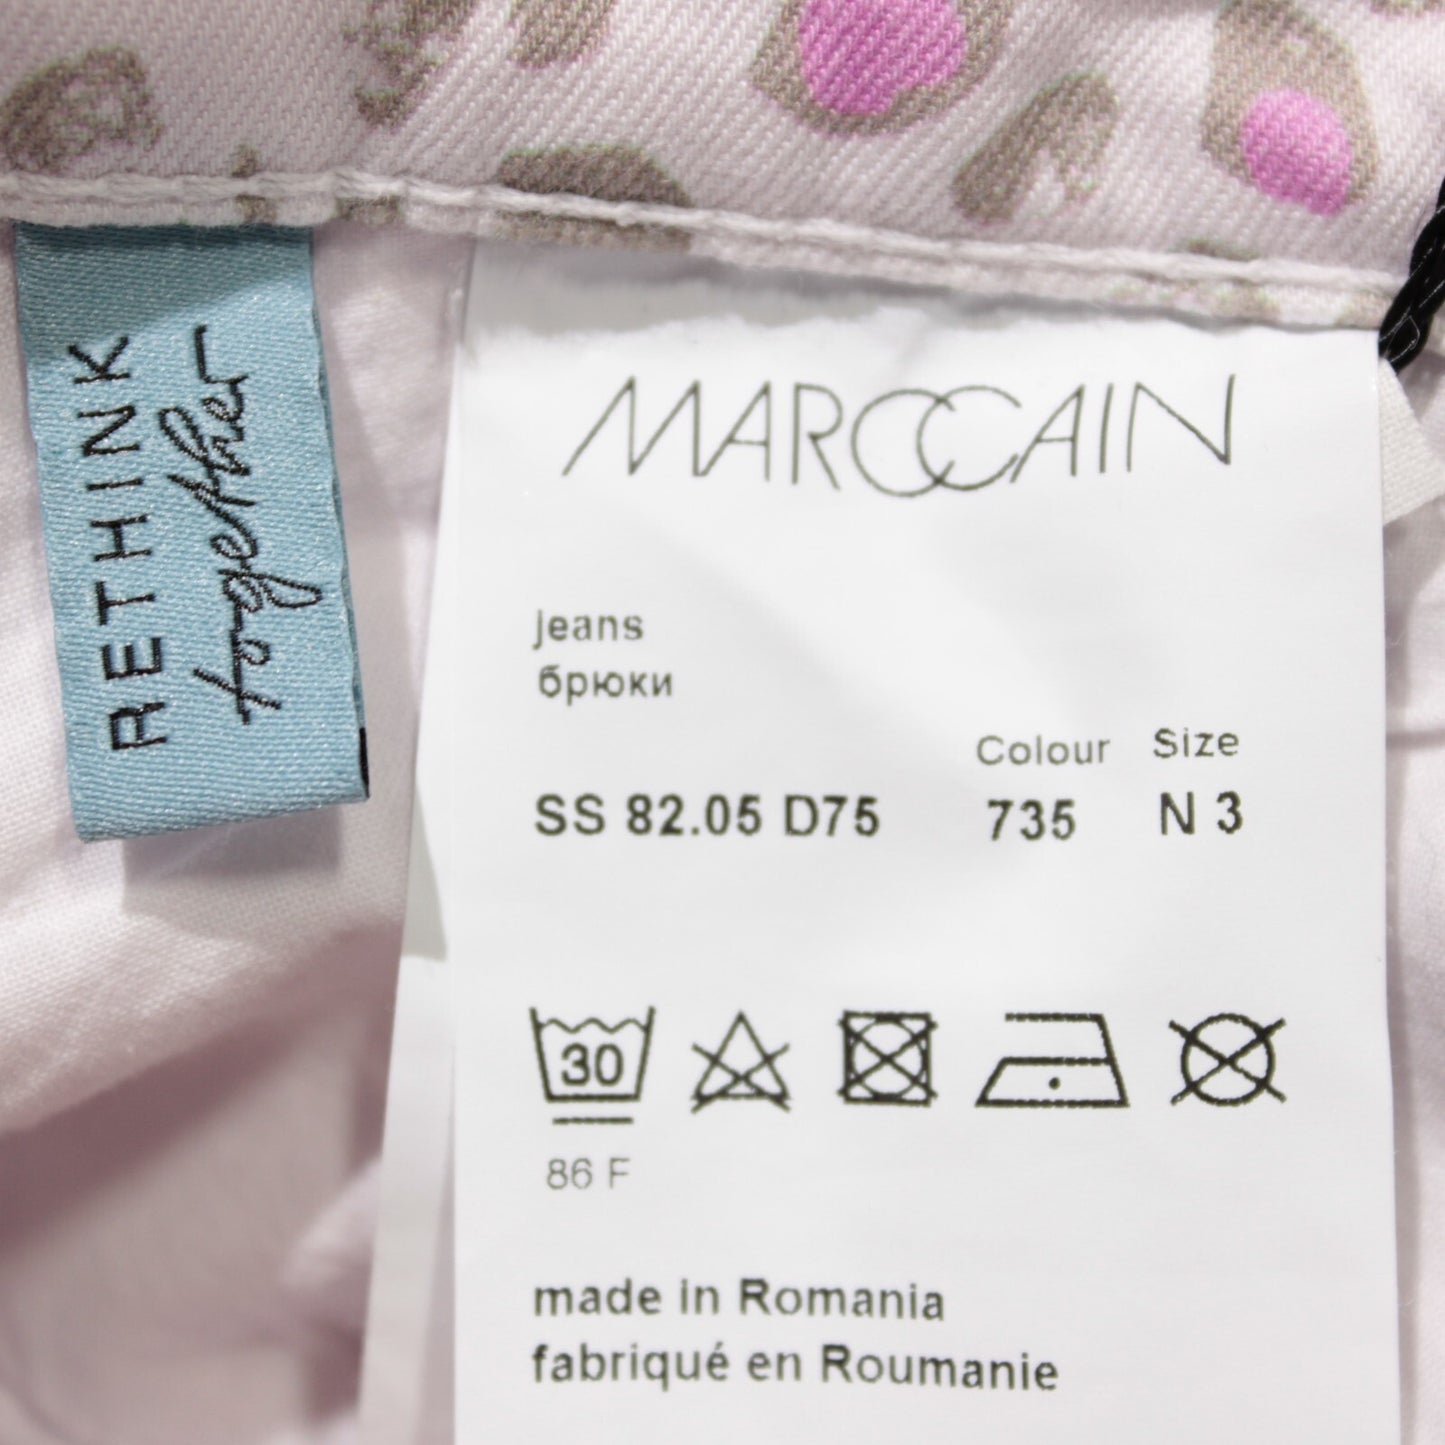 RETHINK
together
MARCCAIN
jeans
брюки
Colour Size
SS 82.05 D75 735 N 3
30
86 F
made in Romania
fabriqué en Roumanie